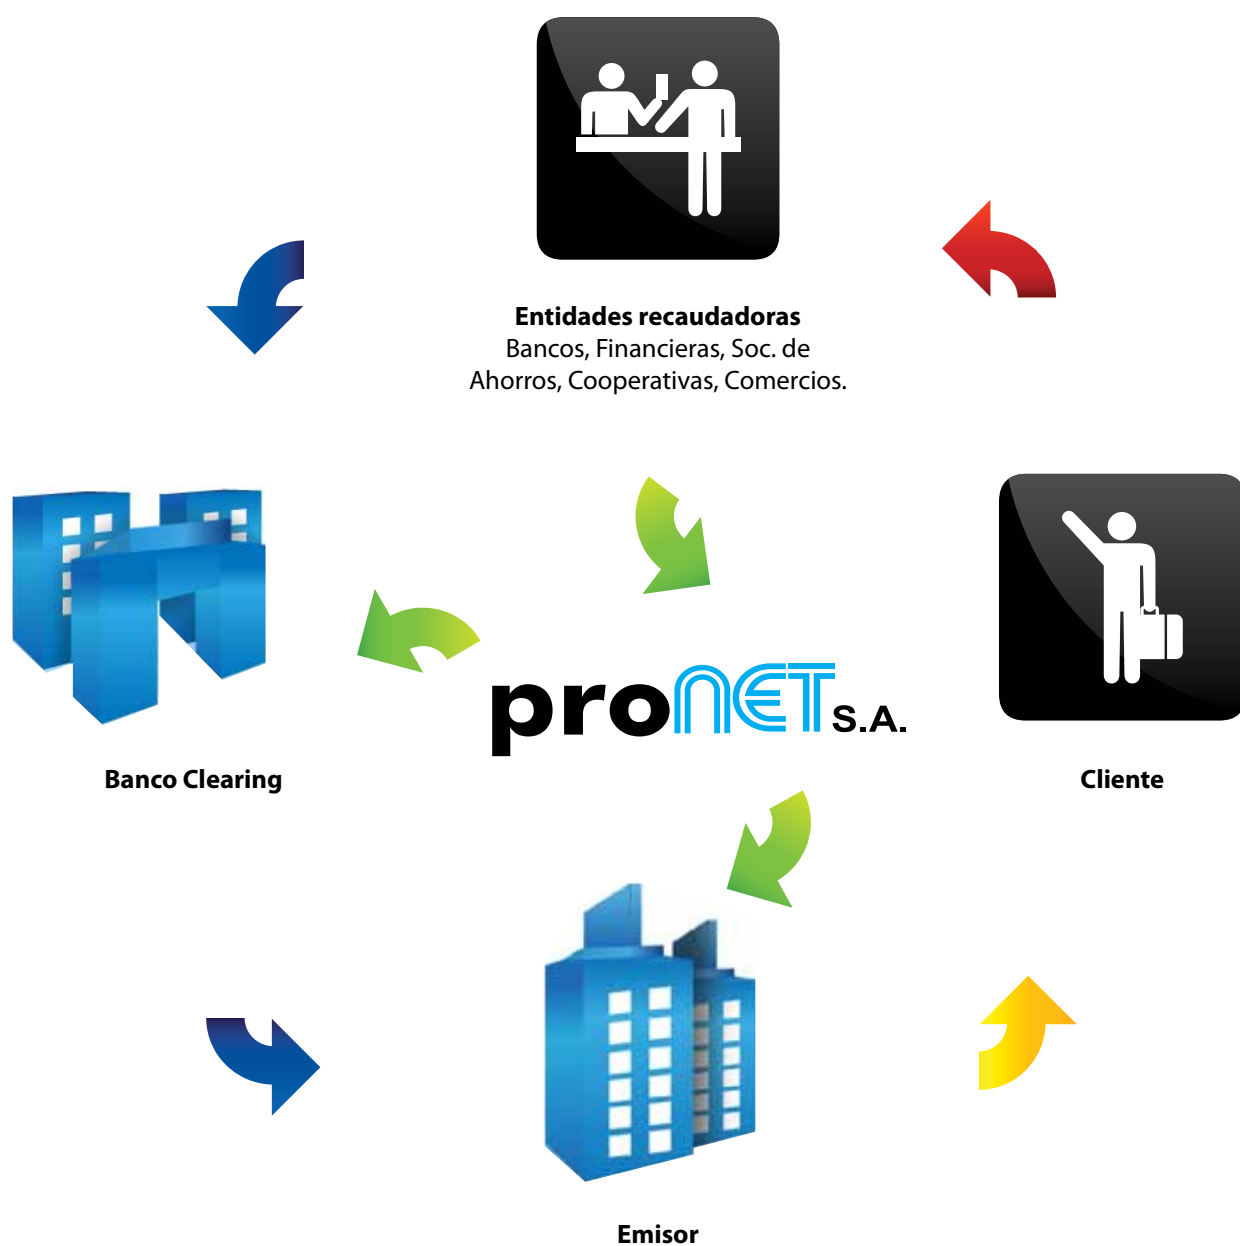 Entidades recaudadoras
Bancos, Financieras, Soc. de
Ahorros, Cooperativas, Comercios.
proNET S.A.
Banco Clearing
Cliente
Emisor